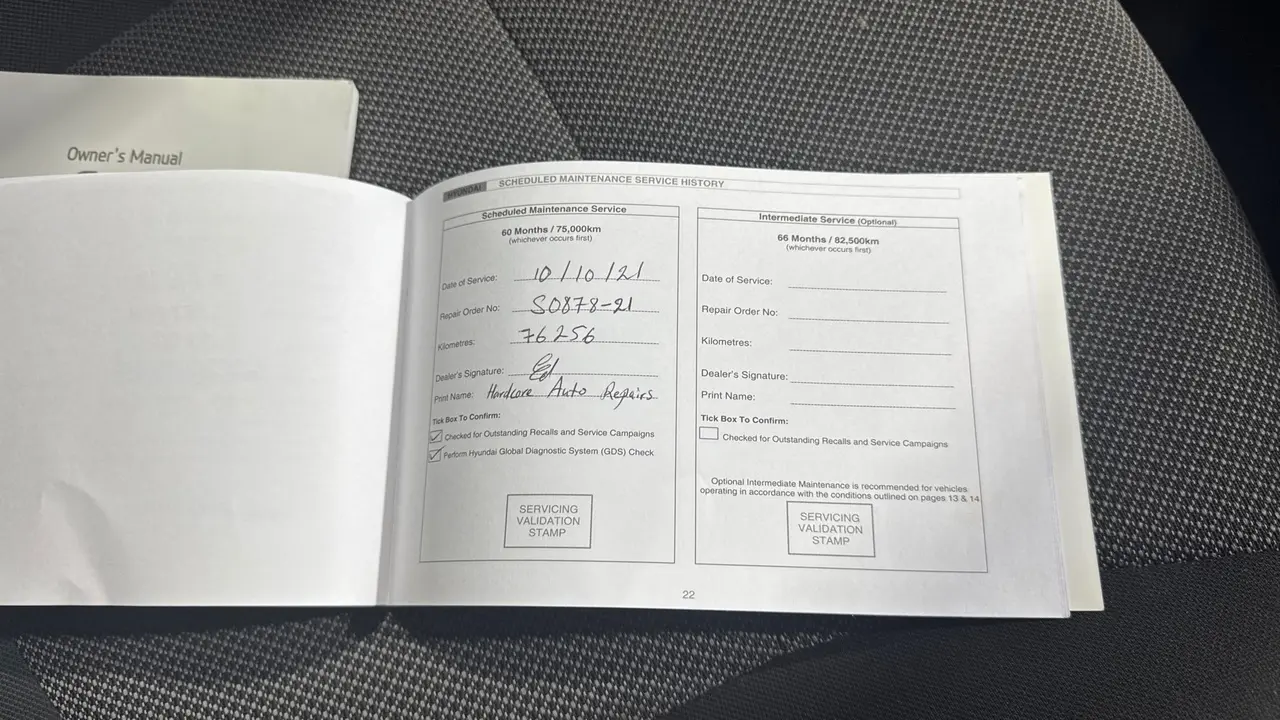 Owner's Manual
HYUNDAI SCHEDULED MAINTENANCE SERVICE HISTORY
Scheduled Maintenance Service
60 Months / 75,000km
(whichever occurs first)
Date of Service: 10/10/21
Repair Order No: S0878-21
Kilometres: 76256
Dealer's Signature:
Print Name: Hardcore Auto Repairs
Tick Box To Confirm:
Checked for Outstanding Recalls and Service Campaigns
Perform Hyundai Global Diagnostic System (GDS) Check
SERVICING
VALIDATION
STAMP
Intermediate Service (Optional)
66 Months / 82,500km
(whichever occurs first)
Date of Service:
Repair Order No:
Kilometres:
Dealer's Signature:
Print Name:
Tick Box To Confirm:
Checked for Outstanding Recalls and Service Campaigns
Optional Intermediate Maintenance is recommended for vehicles
operating in accordance with the conditions outlined on pages 13 & 14
SERVICING
VALIDATION
STAMP
22